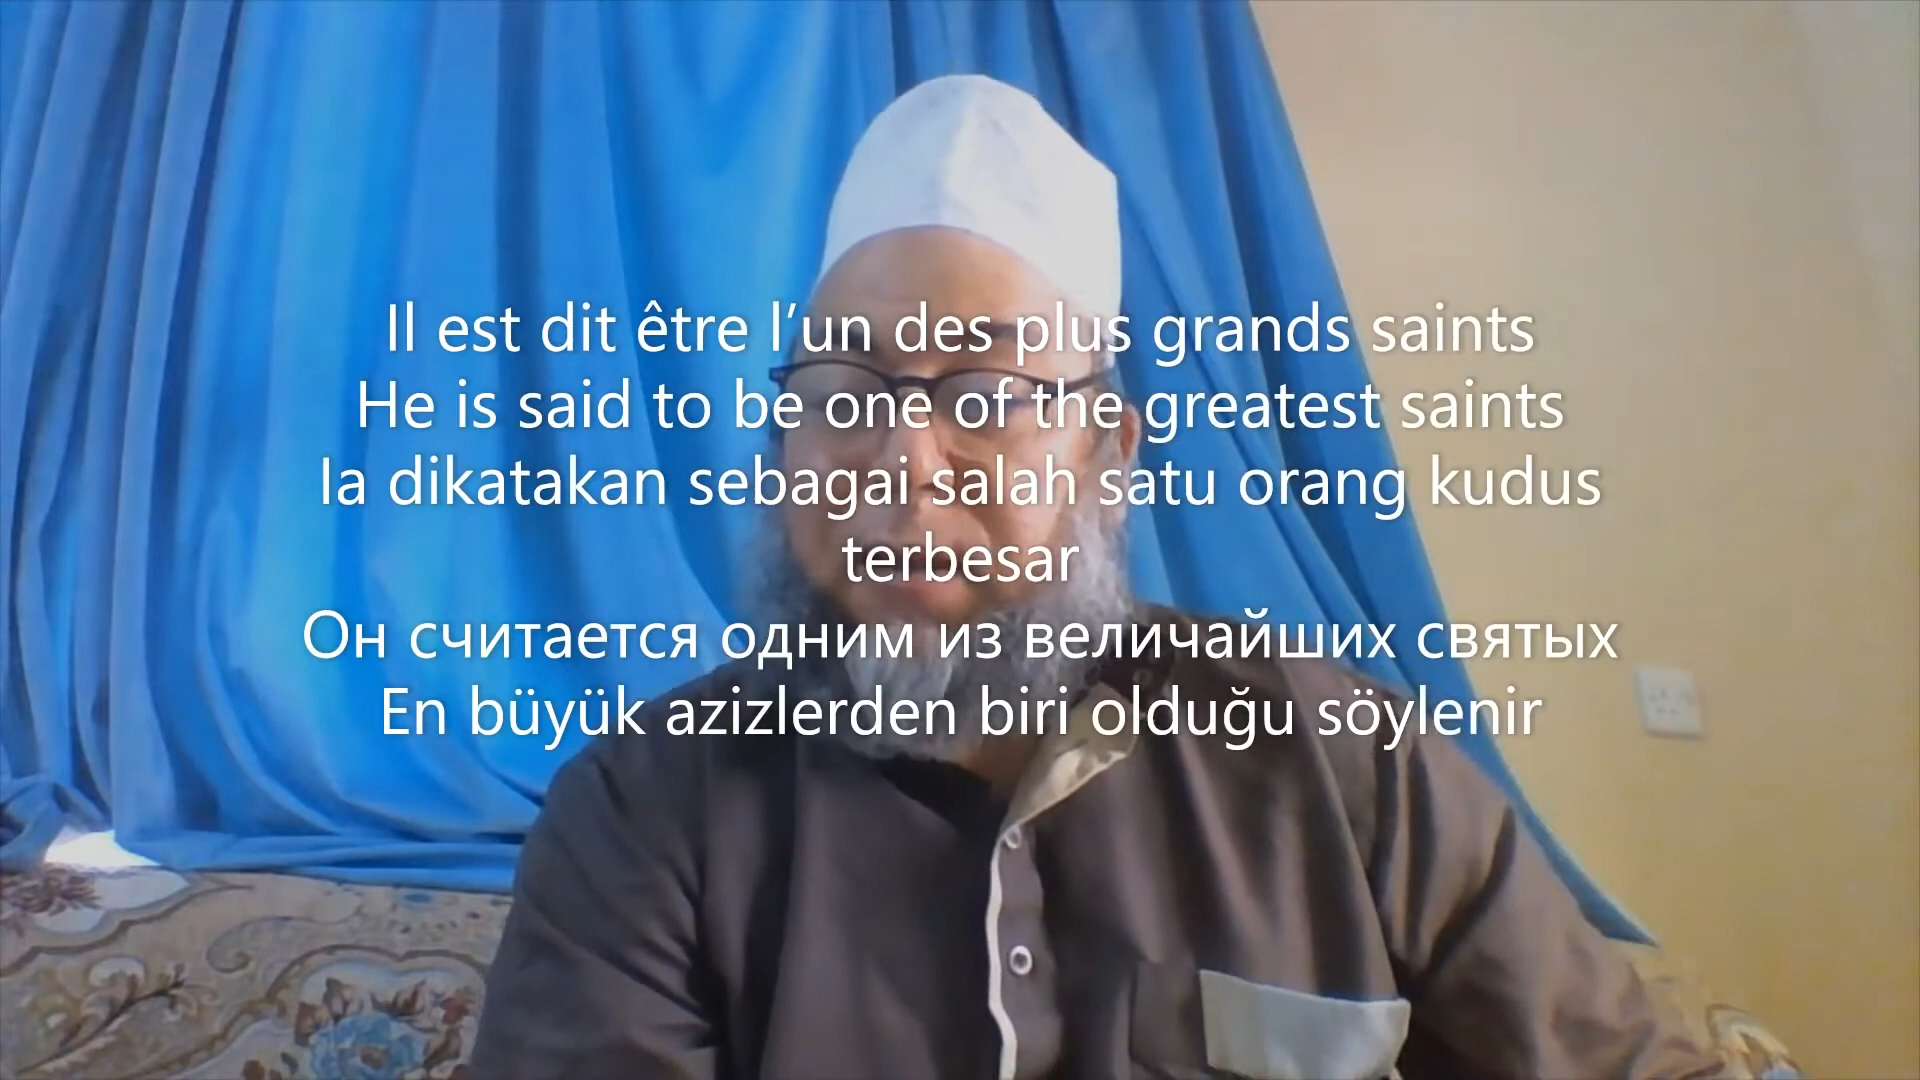 Il est dit être l’un des plus grands saints
He is said to be one of the greatest saints
Ia dikatakan sebagai salah satu orang kudus
terbesar
Он считается одним из величайших святых
En büyük azizlerden biri olduğu söylenir